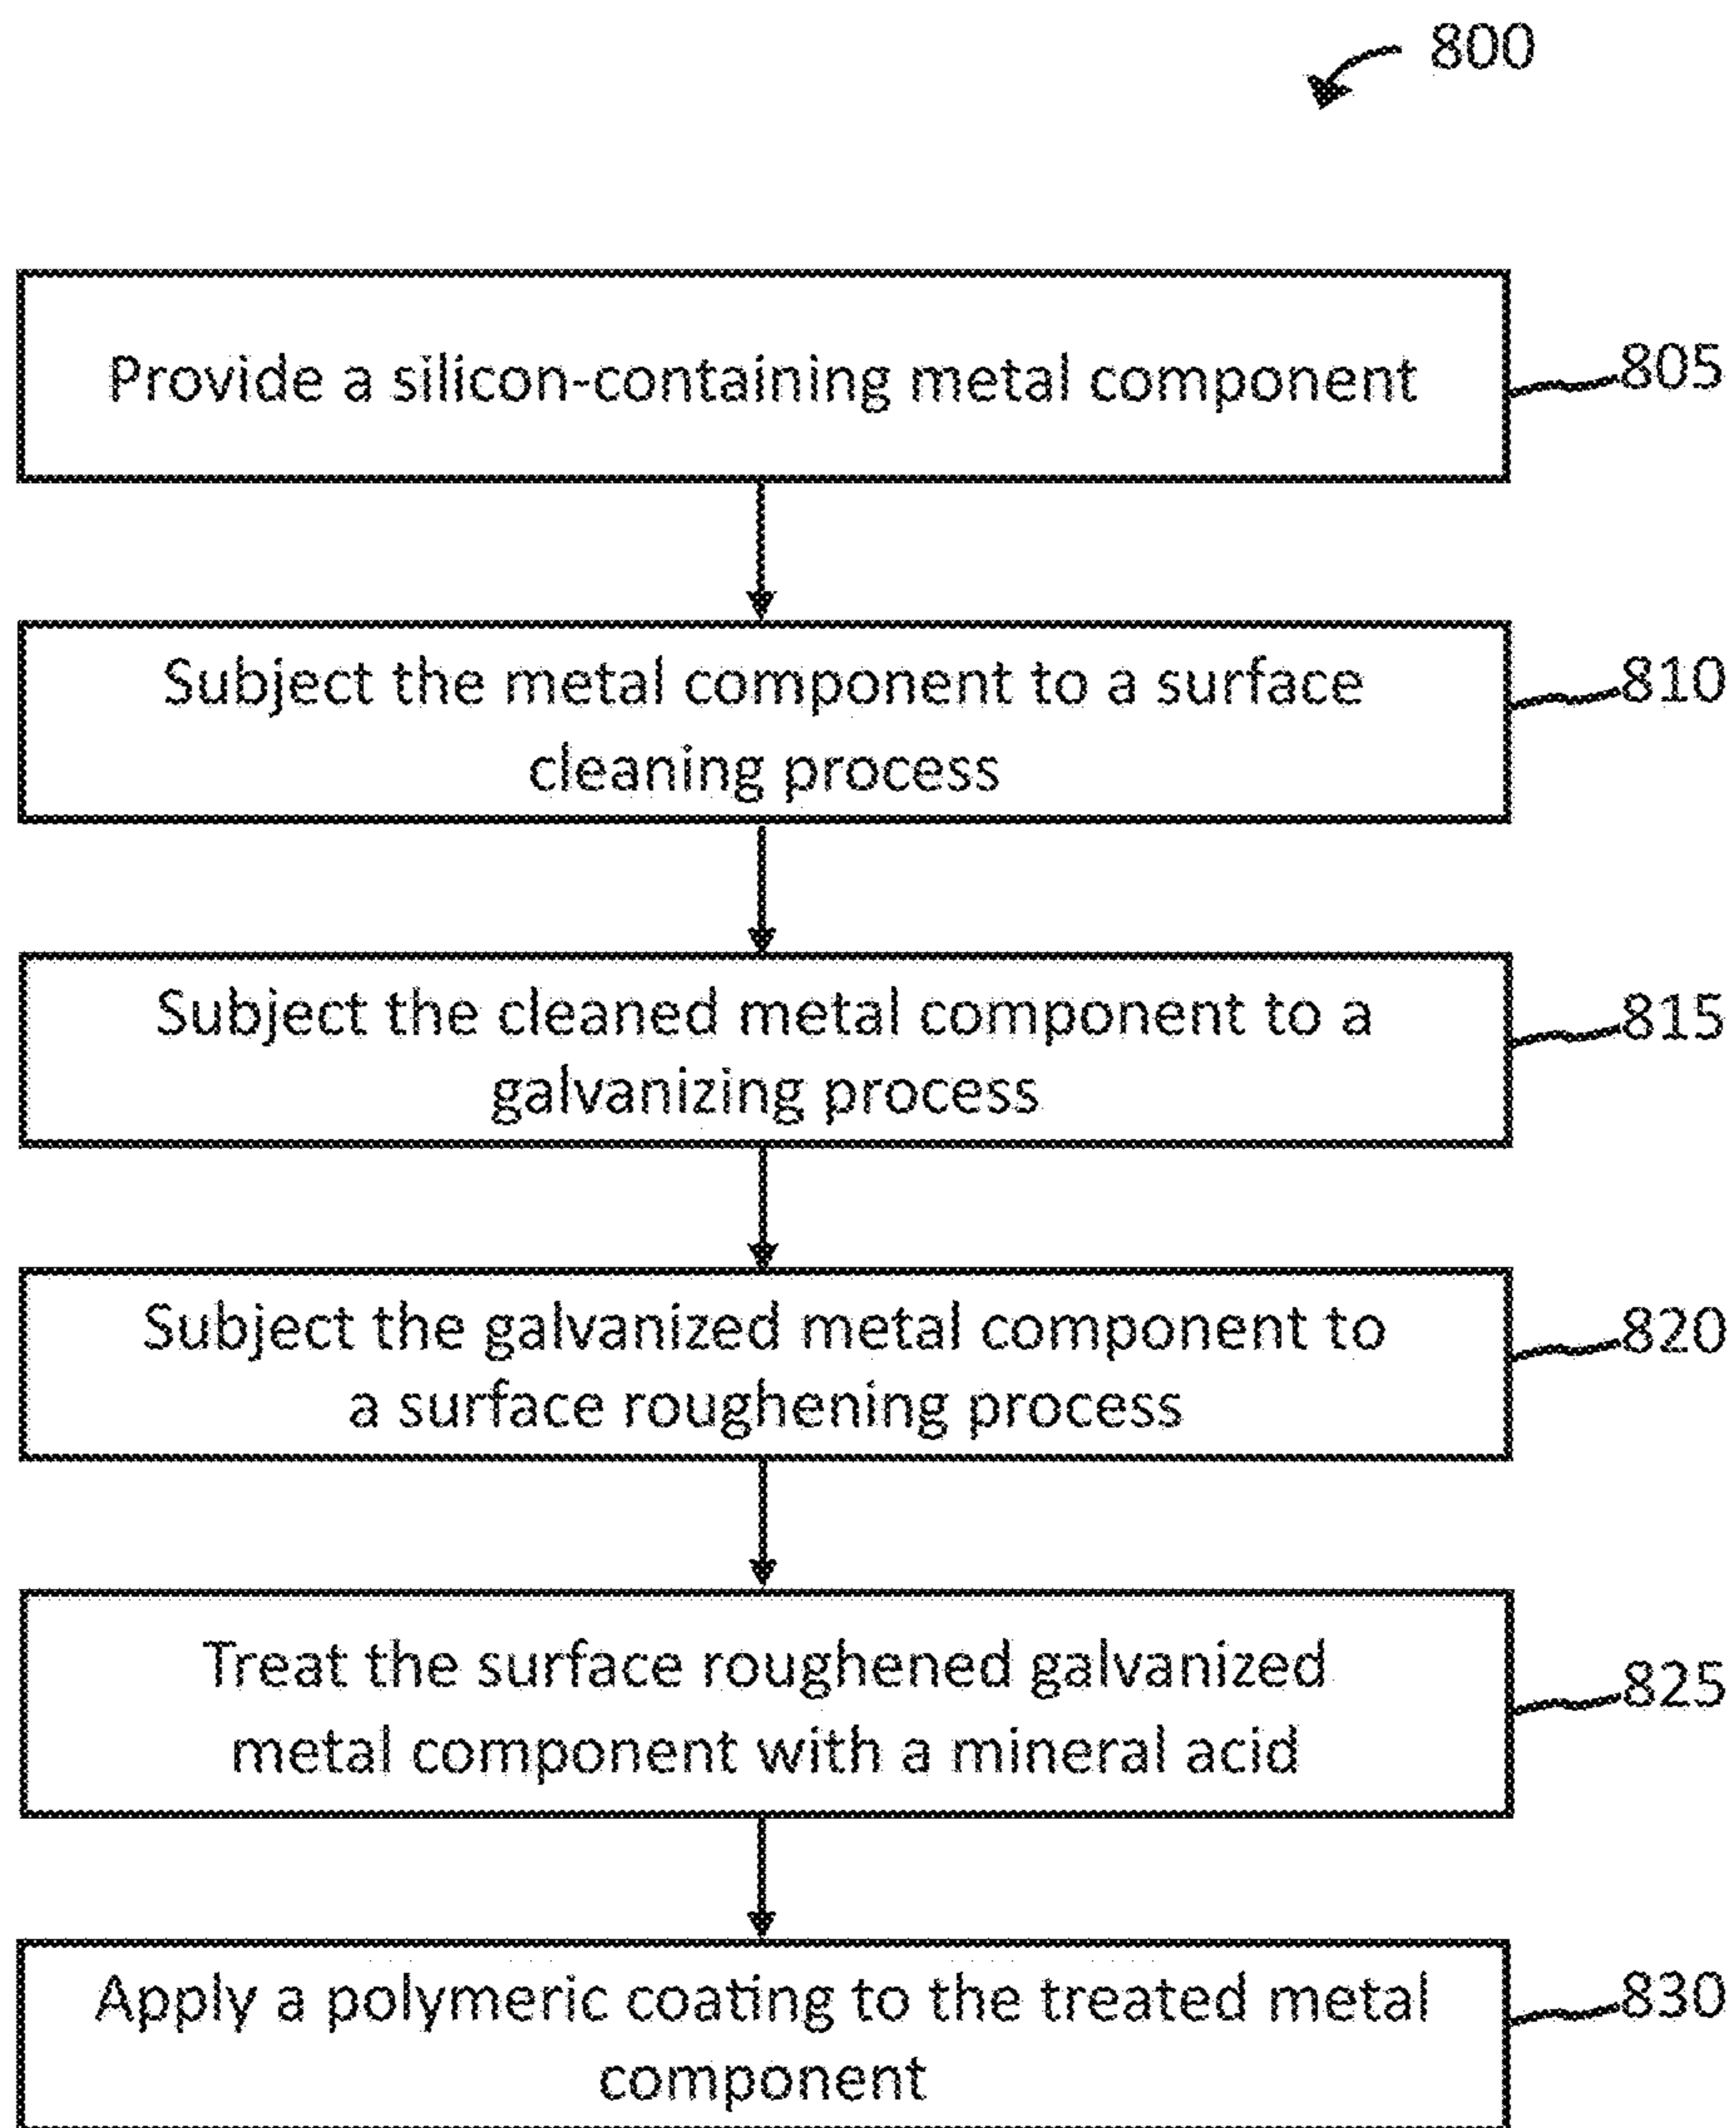 800
Provide a silicon-containing metal component
805
Subject the metal component to a surface
cleaning process
810
Subject the cleaned metal component to a
galvanizing process
815
Subject the galvanized metal component to
a surface roughening process
820
Treat the surface roughened galvanized
metal component with a mineral acid
825
Apply a polymeric coating to the treated metal
component
830